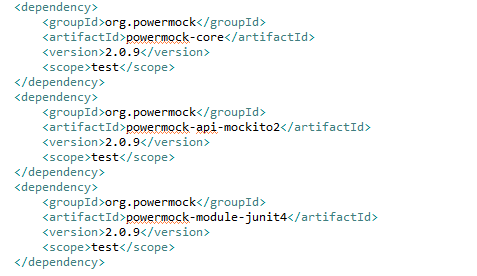 <dependency>
<groupId>org.powermock</groupId>
<artifactId>powermock-core</artifactId>
<version>2.0.9</version>
<scope>test</scope>
</dependency>
<dependency>
<groupId>org.powermock</groupId>
<artifactId>powermock-api-mockito2</artifactId>
<version>2.0.9</version>
<scope>test</scope>
</dependency>
<dependency>
<groupId>org.powermock</groupId>
<artifactId>powermock-module-junit4</artifactId>
<version>2.0.9</version>
<scope>test</scope>
</dependency>